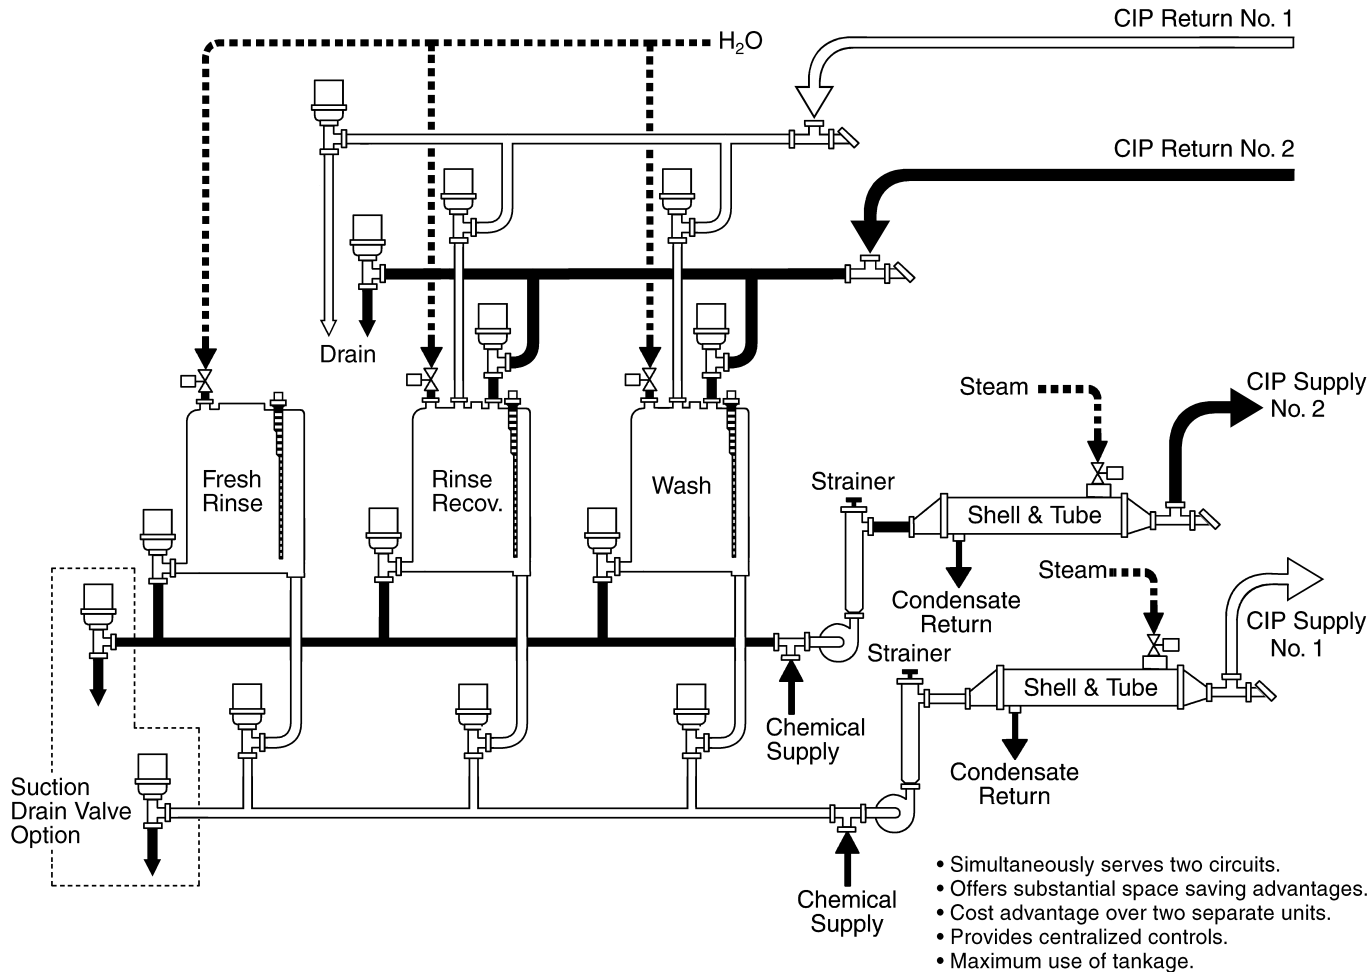 CIP Return No. 1
H₂O
CIP Return No. 2
Drain
Steam
CIP Supply
No. 2
Fresh
Rinse
Rinse
Recov.
Wash
Strainer
Shell & Tube
Steam
Condensate
Return
CIP Supply
No. 1
Strainer
Shell & Tube
Chemical
Supply
Condensate
Return
Suction
Drain Valve
Option
Chemical
Supply
• Simultaneously serves two circuits.
• Offers substantial space saving advantages.
• Cost advantage over two separate units.
• Provides centralized controls.
• Maximum use of tankage.